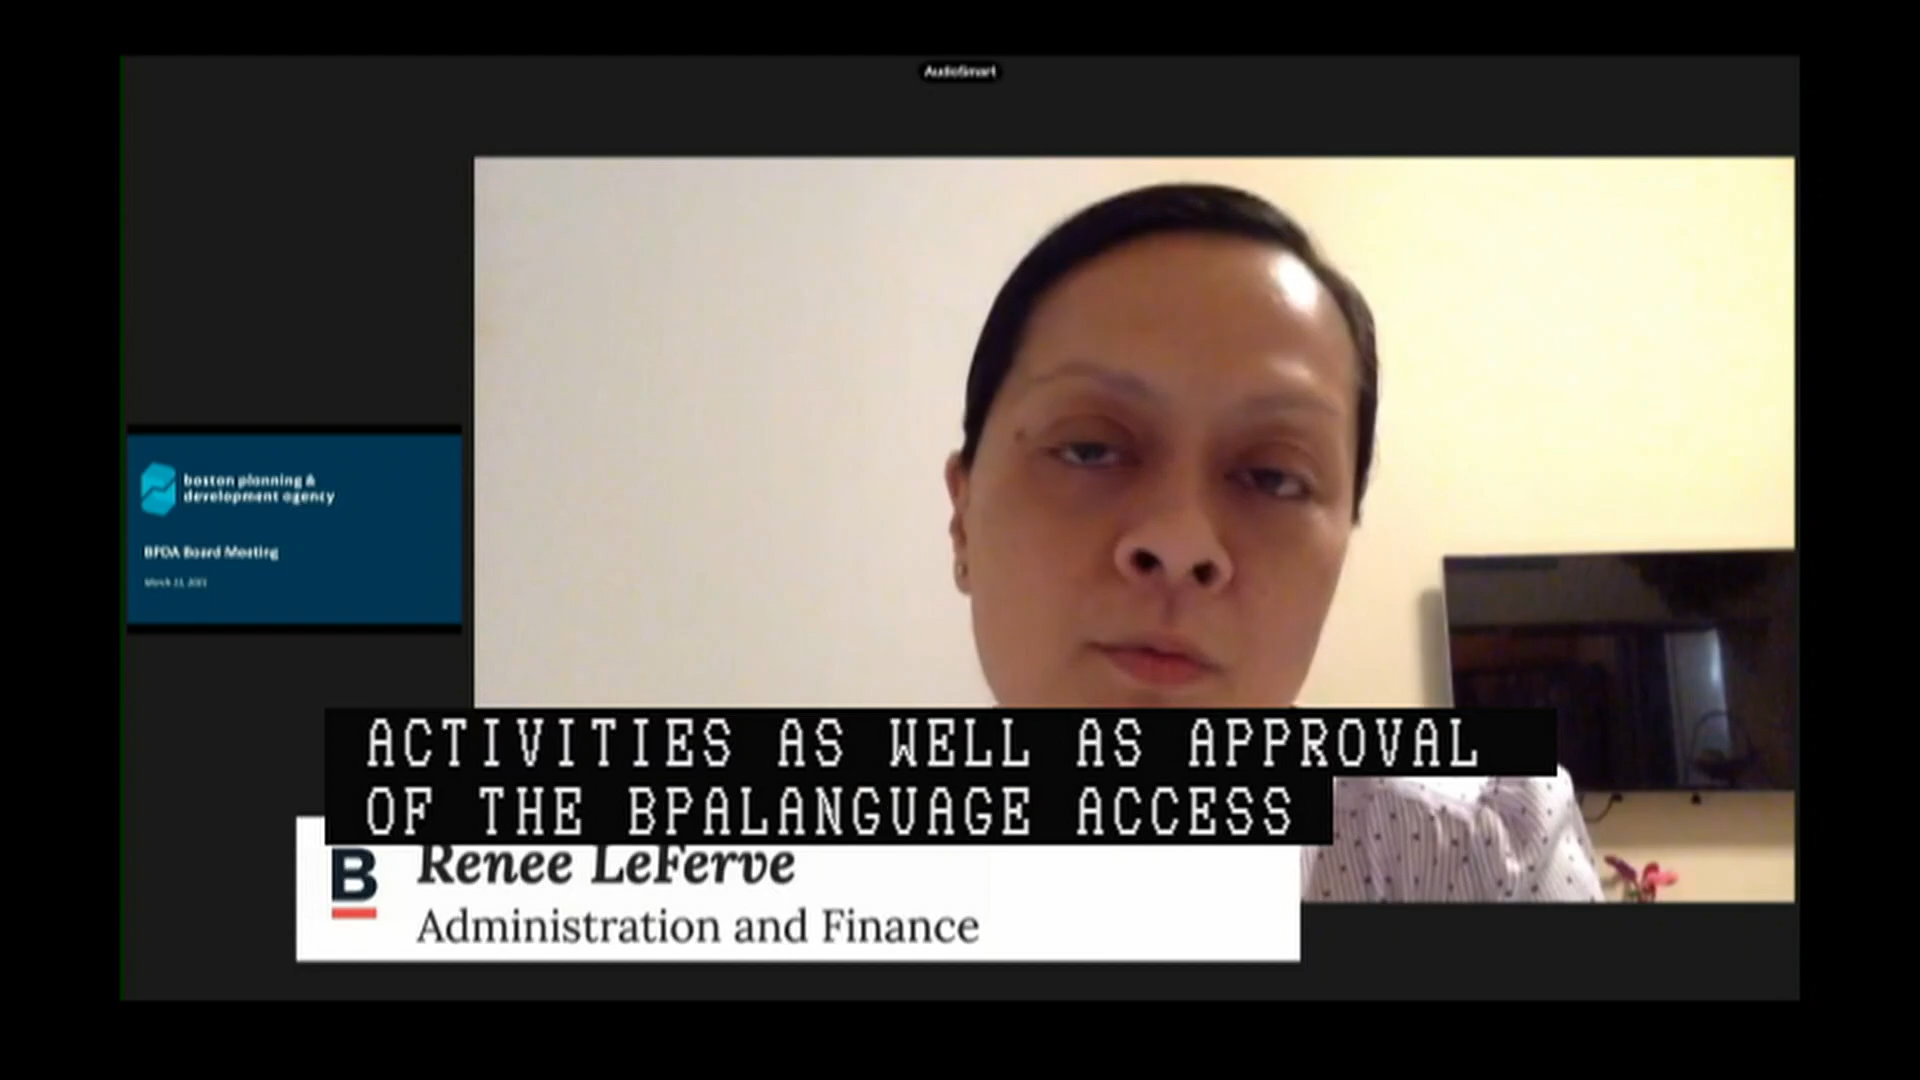 AudioSmart
boston planning &
development agency
BPDA Board Meeting
ACTIVITIES AS WELL AS APPROVAL
OF THE BPALANGUAGE ACCESS
B
Renee LeFerve
Administration and Finance